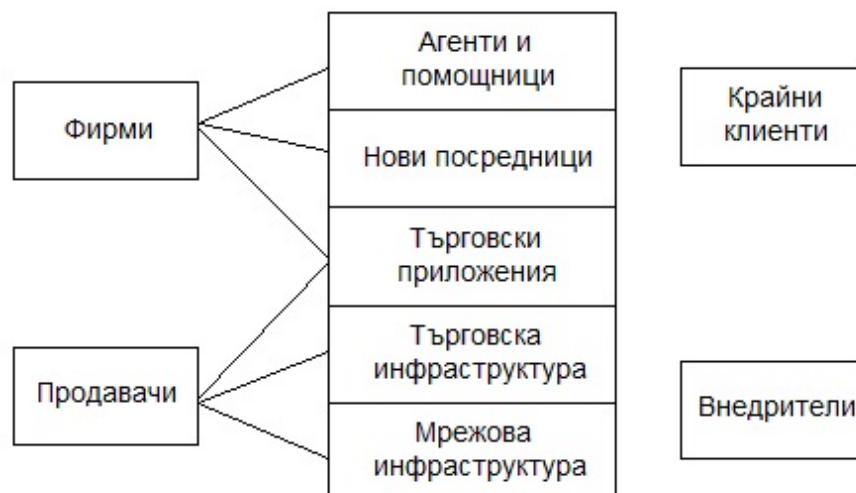 Агенти и
помощници
Фирми
Нови посредници
Крайни
клиенти
Търговски
приложения
Търговска
инфраструктура
Продавачи
Мрежова
инфраструктура
Внедрители